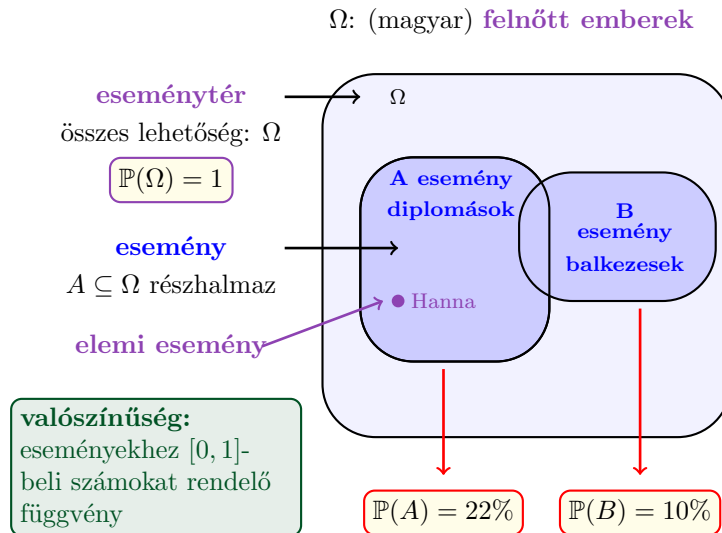 Ω: (magyar) felnőtt emberek
eseménytér
összes lehetőség: Ω
ℙ(Ω) = 1
Ω
A esemény
diplomások
B
esemény
balkezesek
esemény
A ⊆ Ω részhalmaz
Hanna
elemi esemény
valószínűség:
eseményekhez [0, 1]-
beli számokat rendelő
függvény
ℙ(A) = 22%
ℙ(B) = 10%